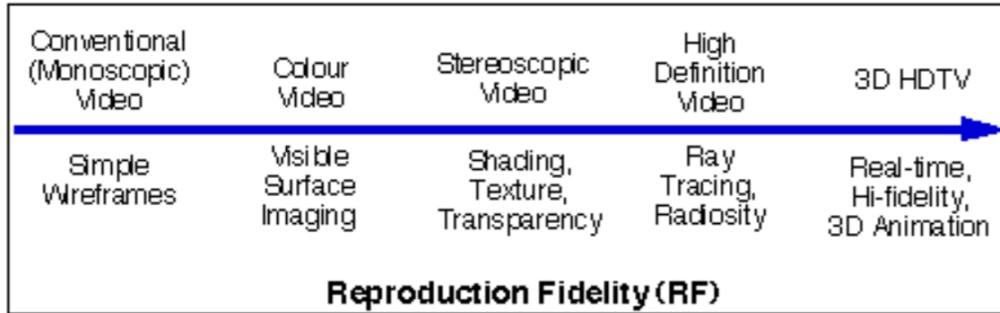 Conventional
(Monoscopic)
Video
Colour
Video
Stereoscopic
Video
High
Definition
Video
3D HDTV
Simple
Wireframes
Visible
Surface
Imaging
Shading,
Texture,
Transparency
Ray
Tracing,
Radiosity
Real-time,
Hi-fidelity,
3D Animation
Reproduction Fidelity (RF)